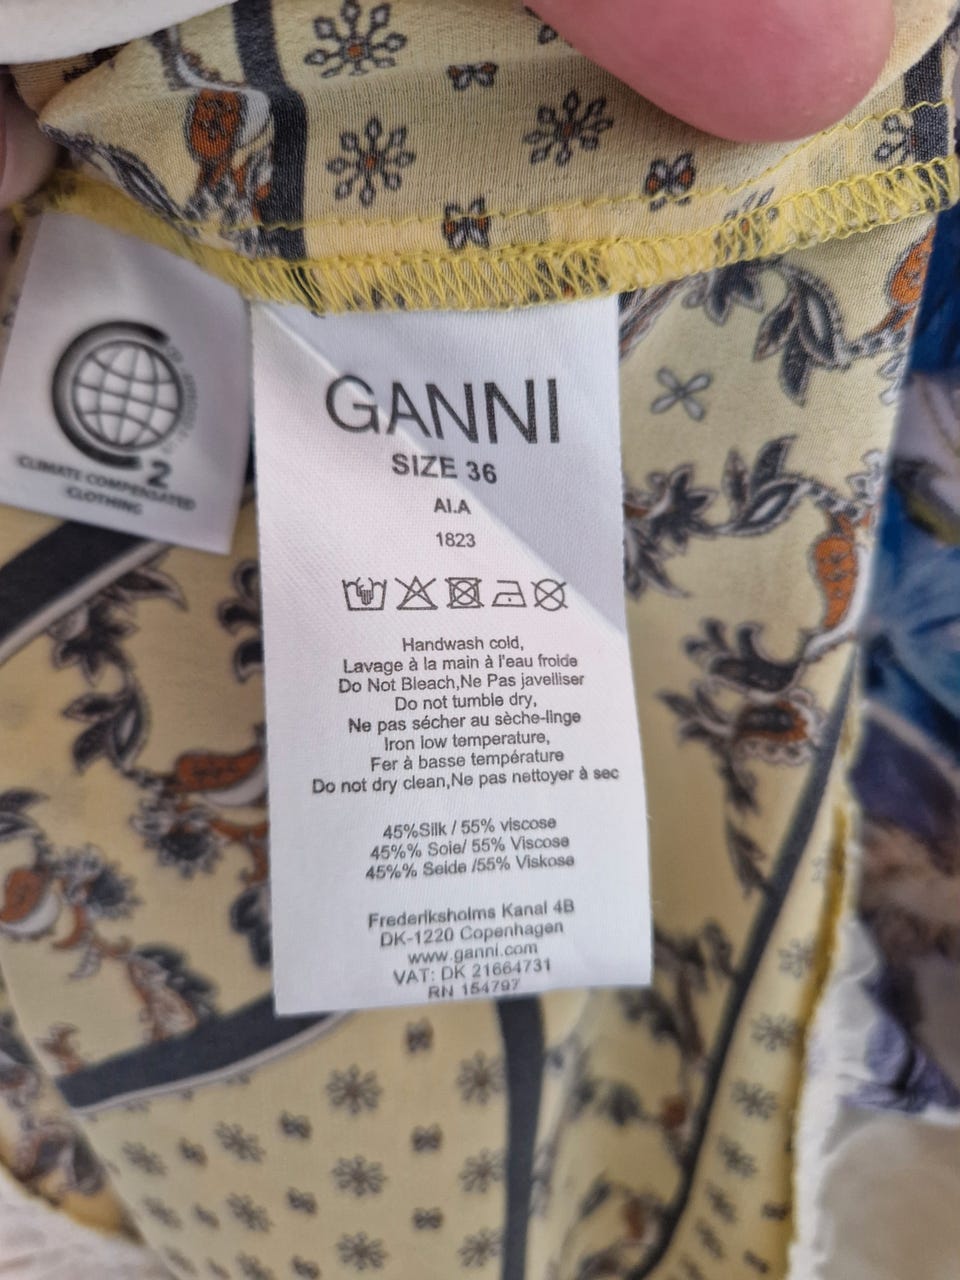 GANNI
SIZE 36
AI.A
1823
Handwash cold,
Lavage à la main à l'eau froide
Do Not Bleach,Ne Pas javelliser
Do not tumble dry,
Ne pas sécher au sèche-linge
Iron low temperature,
Fer à basse température
Do not dry clean,Ne pas nettoyer à sec
45%Silk / 55% viscose
45%% Soie/ 55% Viscose
45%% Seide /55% Viskose
Frederiksholms Kanal 4B
DK-1220 Copenhagen
www.ganni.com
VAT: DK 21664731
RN 154797
2
CLIMATE COMPENSATED
CLOTHING